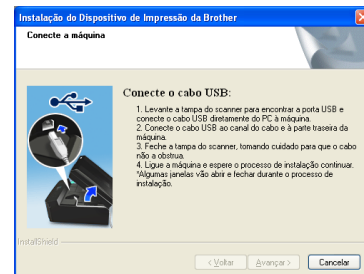 Instalação do Dispositivo de Impressão da Brother
Conecte a máquina
Conecte o cabo USB:
1. Levante a tampa do scanner para encontrar a porta USB e
conecte o cabo USB diretamente do PC à máquina.
2. Conecte o cabo USB ao canal do cabo e à parte traseira da
máquina.
3. Feche a tampa do scanner, tomando cuidado para que o cabo
não a obstrua.
4. Ligue a máquina e espere o processo de instalação continuar.
*Algumas janelas vão abrir e fechar durante o processo de
instalação.
InstallShield
< Voltar
Avançar >
Cancelar